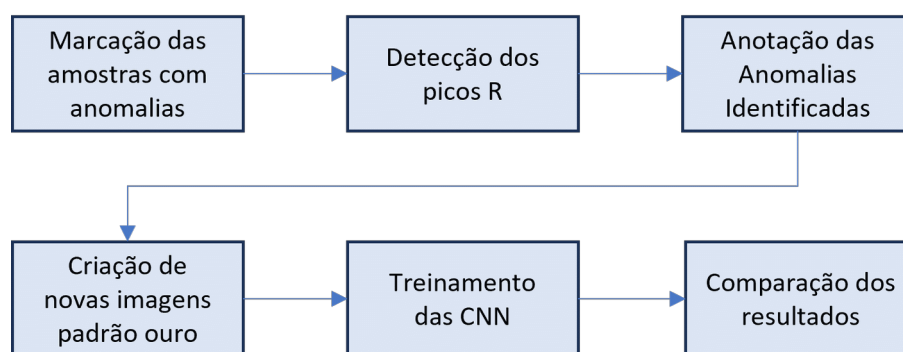 Marcação das
amostras com
anomalias
Detecção dos
picos R
Anotação das
Anomalias
Identificadas
Criação de
novas imagens
padrão ouro
Treinamento
das CNN
Comparação dos
resultados